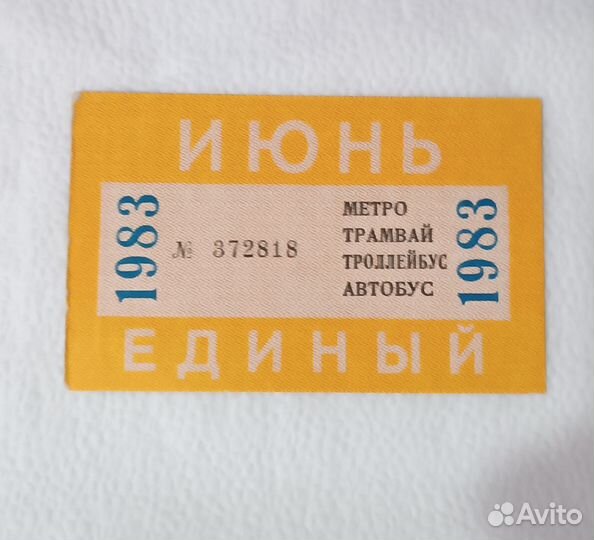 ИЮНЬ
1983
№ 372818
МЕТРО
ТРАМВАЙ
ТРОЛЛЕЙБУС
АВТОБУС
1983
ЕДИНЫЙ
Avito